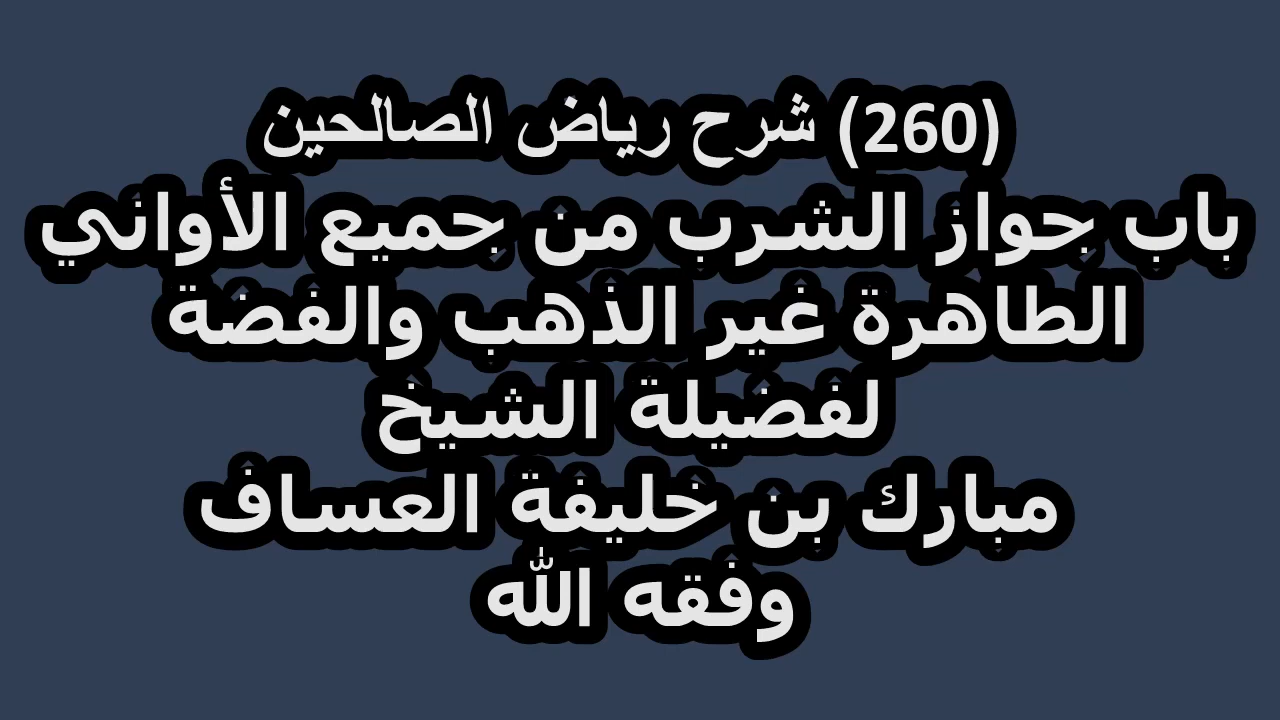 (260) شرح رياض الصالحين
باب جواز الشرب من جميع الأواني
الطاهرة غير الذهب والفضة
لفضيلة الشيخ
مبارك بن خليفة العساف
وفقه الله